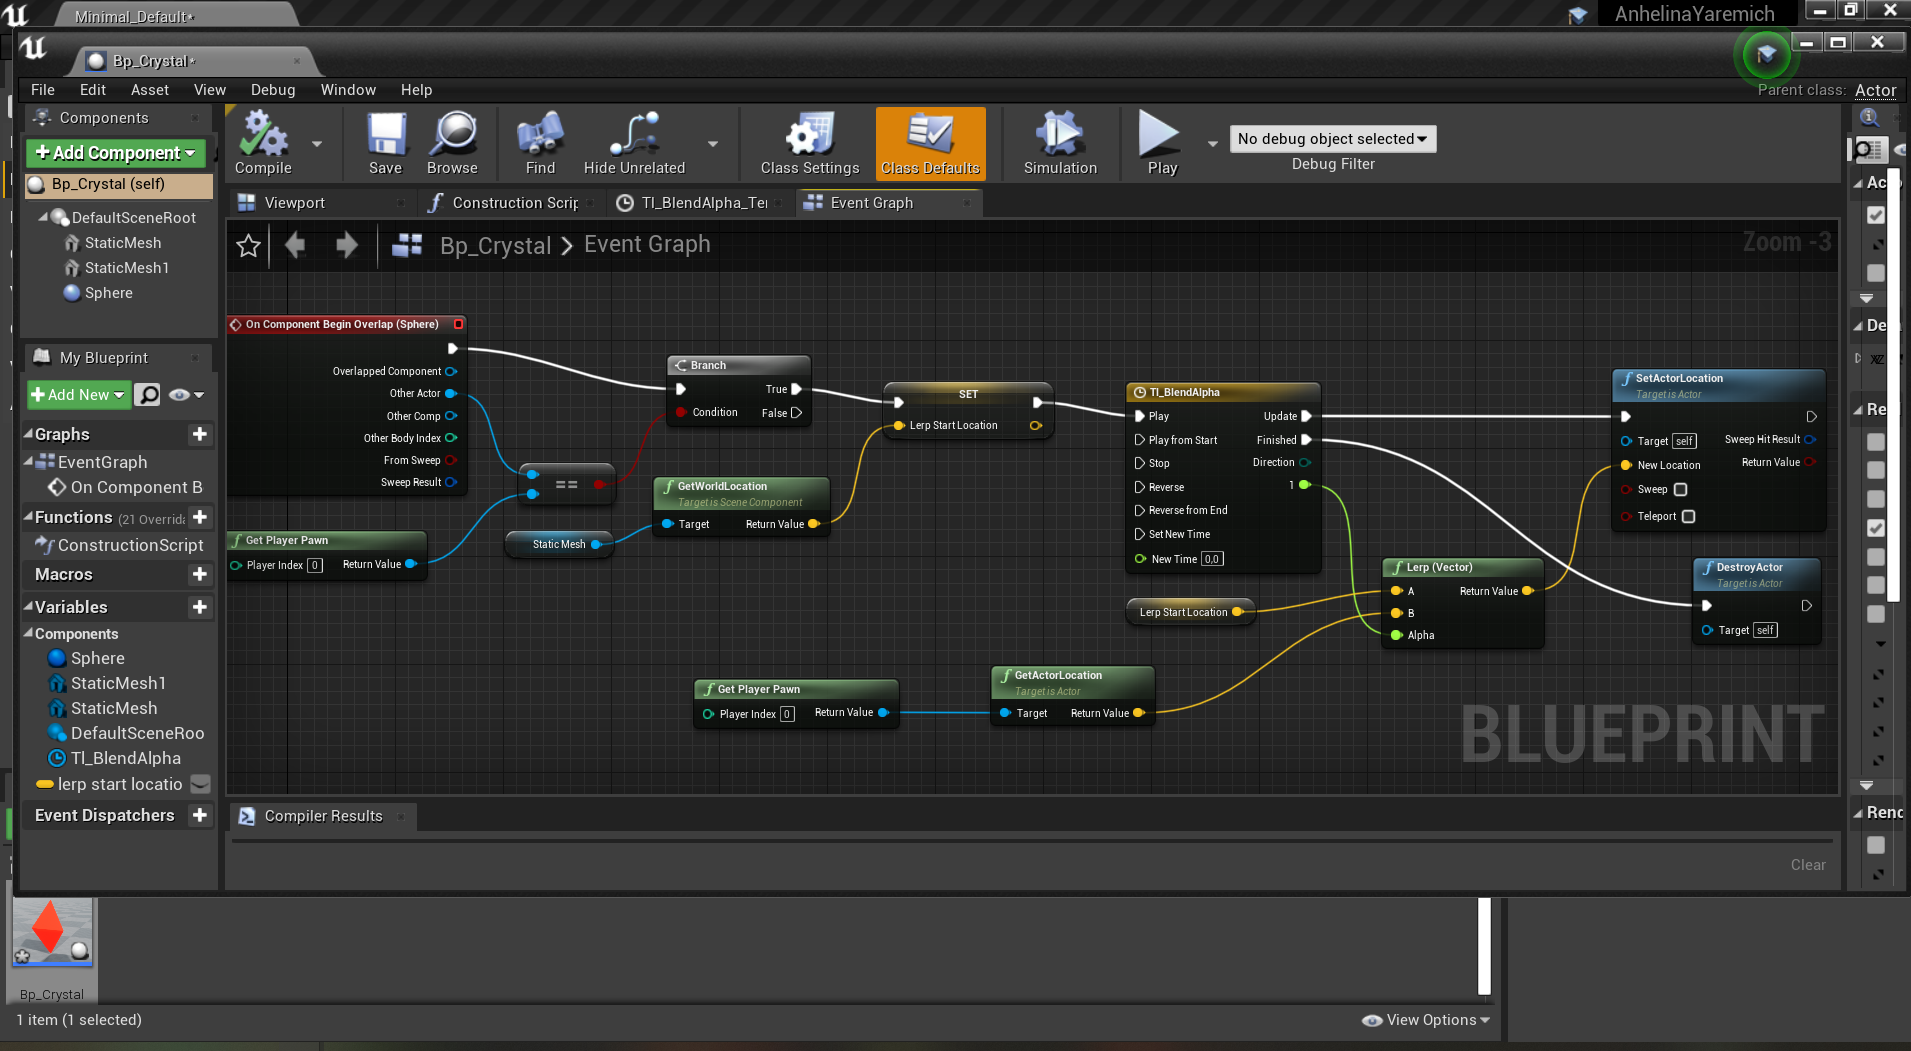 Minimal_Default*
AnhelinaYaremich
Bp_Crystal*
File Edit Asset View Debug Window Help
Parent class: Actor
Components
Add Component
Bp_Crystal (self)
DefaultSceneRoot
StaticMesh
StaticMesh1
Sphere
My Blueprint
Add New
Graphs
EventGraph
On Component B
Functions (21 Overrida
ConstructionScript
Macros
Variables
Components
Sphere
StaticMesh1
StaticMesh
DefaultSceneRoo
Tl_BlendAlpha
lerp start locatio
Event Dispatchers
Compile
Save
Browse
Find
Hide Unrelated
Class Settings
Class Defaults
Simulation
Play
No debug object selected
Debug Filter
Viewport
Construction Scrip
Tl_BlendAlpha_Te
Event Graph
Bp_Crystal > Event Graph
Zoom -3
On Component Begin Overlap (Sphere)
Overlapped Component
Other Actor
Other Comp
Other Body Index
From Sweep
Sweep Result
Get Player Pawn
Player Index 0 Return Value
==
Branch
True
Condition False
GetWorldLocation
Target is Scene Component
Target Return Value
Static Mesh
SET
Lerp Start Location
Tl_BlendAlpha
Play Update
Play from Start Finished
Stop Direction
Reverse 1
Reverse from End
Set New Time
New Time 0,0
Lerp Start Location
Get Player Pawn
Player Index 0 Return Value
GetActorLocation
Target is Actor
Target Return Value
Lerp (Vector)
A Return Value
B
Alpha
SetActorLocation
Target is Actor
Target self Sweep Hit Result
New Location Return Value
Sweep
Teleport
DestroyActor
Target is Actor
Target self
BLUEPRINT
Compiler Results
Clear
Ac
De
Re
Rend
Bp_Crystal
1 item (1 selected)
View Options